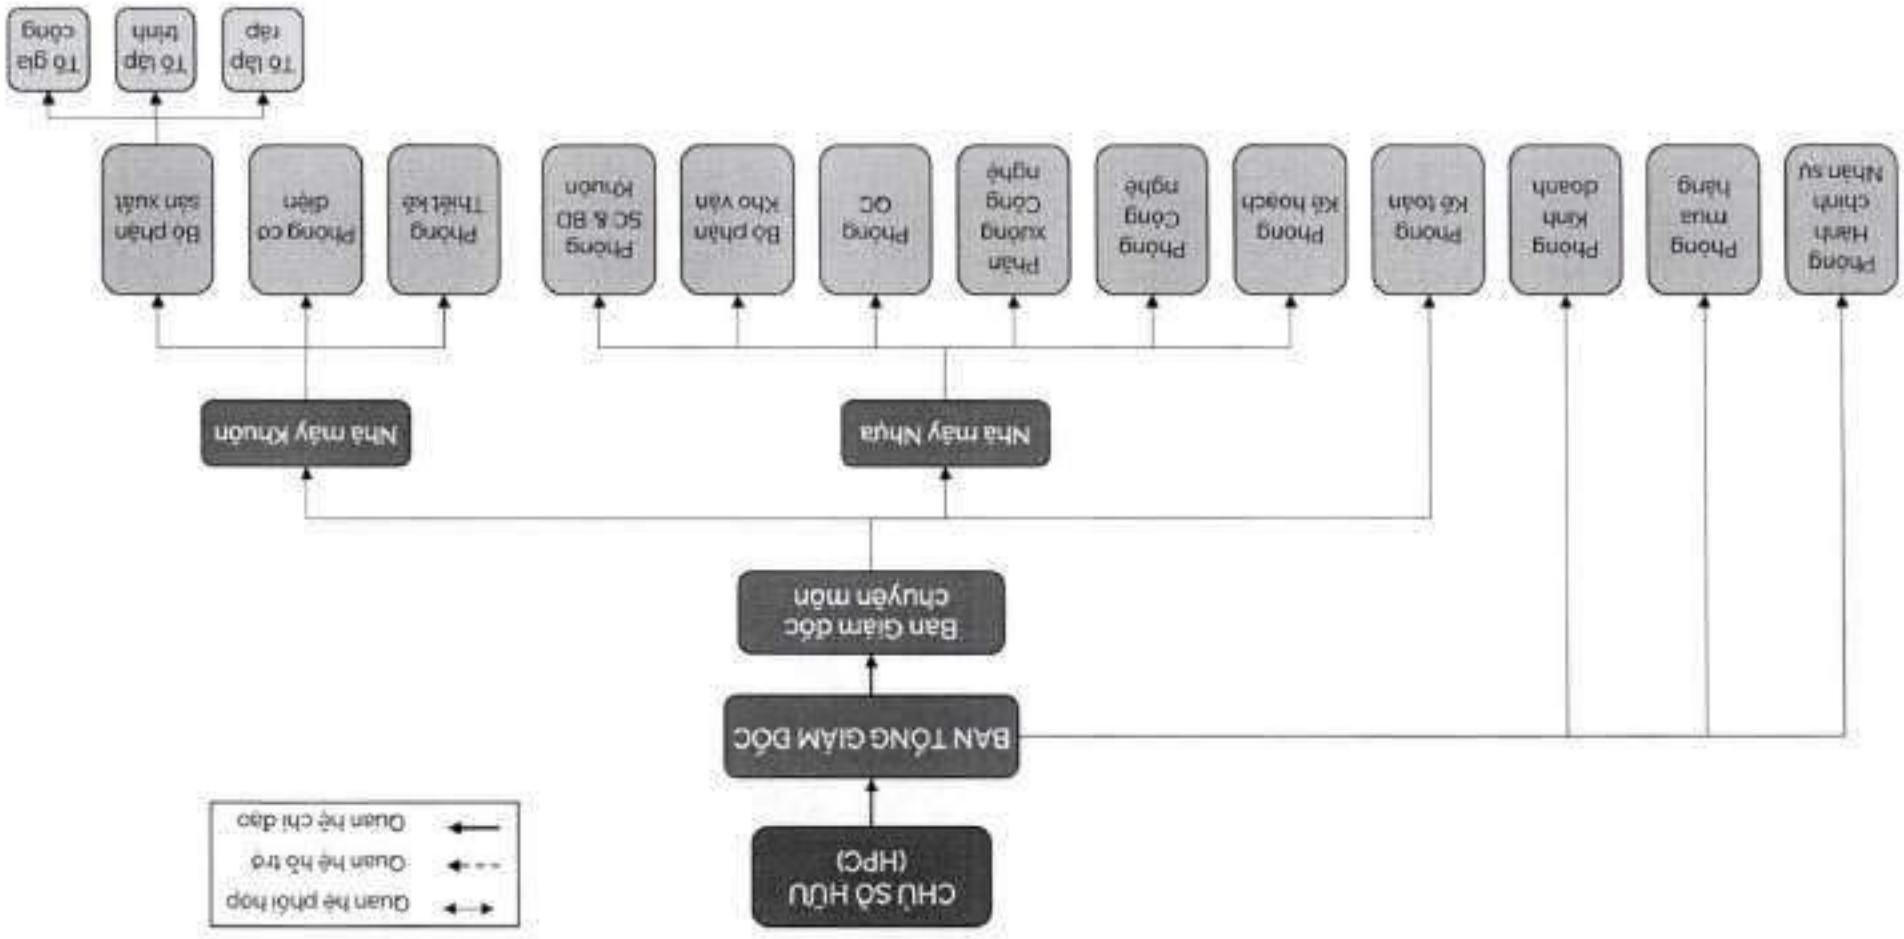 CHỦ SỞ HỮU
(HPC)
Quan hệ phối hợp
Quan hệ hỗ trợ
Quan hệ chỉ đạo
BAN TỔNG GIÁM ĐỐC
Ban Giám đốc
chuyên môn
Nhà máy Nhựa
Nhà máy Khuôn
Phòng
Hành
chính
Nhân sự
Phòng
mua
hàng
Phòng
Kinh
doanh
Phòng
Kế toán
Phòng
Kế hoạch
Phòng
Công
nghệ
Phân
xưởng
Công
nghệ
Phòng
QC
Bộ phận
Kho vận
Phòng
SC & BD
Khuôn
Phòng
Thiết kế
Phòng cơ
điện
Bộ phận
sản xuất
Tổ lắp
ráp
Tổ lập
trình
Tổ gia
công